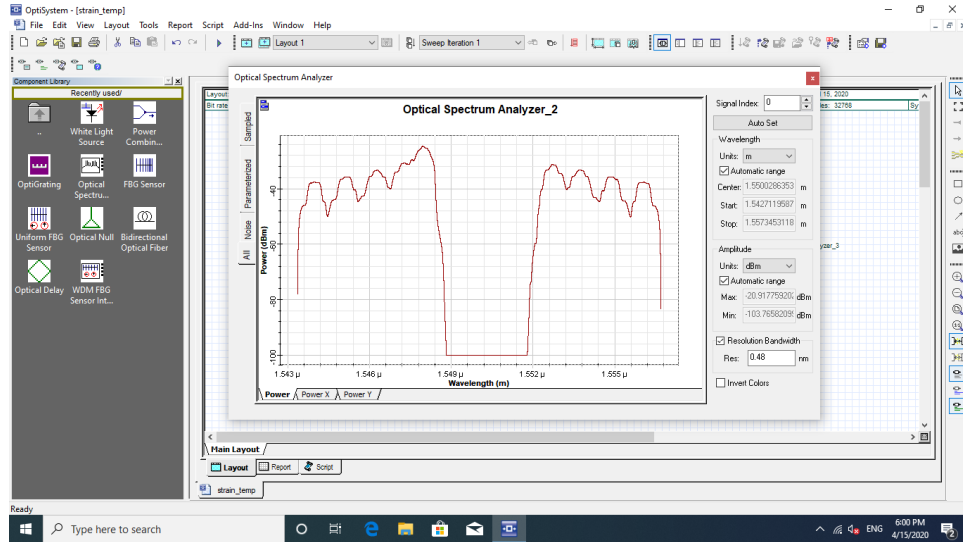 OptiSystem - [strain_temp]
File Edit View Layout Tools Report Script Add-Ins Window Help
Layout 1
Sweep Iteration 1
Component Library
Recently used/
..
White Light Source
Power Combin...
OptiGrating
Optical Spectru...
FBG Sensor
Uniform FBG Sensor
Optical Null
Bidirectional Optical Fiber
Optical Delay
WDM FBG Sensor Int...
Layout
Bit rate
15, 2020
32768
Sy
yzer_3
Optical Spectrum Analyzer
Optical Spectrum Analyzer_2
Sampled
Parameterized
Noise
All
Power (dBm)
-40
-60
-80
-100
1.543 µ
1.546 µ
1.549 µ
1.552 µ
1.555 µ
Wavelength (m)
Power
Power X
Power Y
Signal Index: 0
Auto Set
Wavelength
Units: m
Automatic range
Center: 1.5500286353 m
Start: 1.5427119587 m
Stop: 1.5573453118 m
Amplitude
Units: dBm
Automatic range
Max: -20.91775920 dBm
Min: -103.7658209 dBm
Resolution Bandwidth
Res: 0.48 nm
Invert Colors
Main Layout
Layout
Report
Script
strain_temp
Ready
Type here to search
ENG
6:00 PM
4/15/2020
2